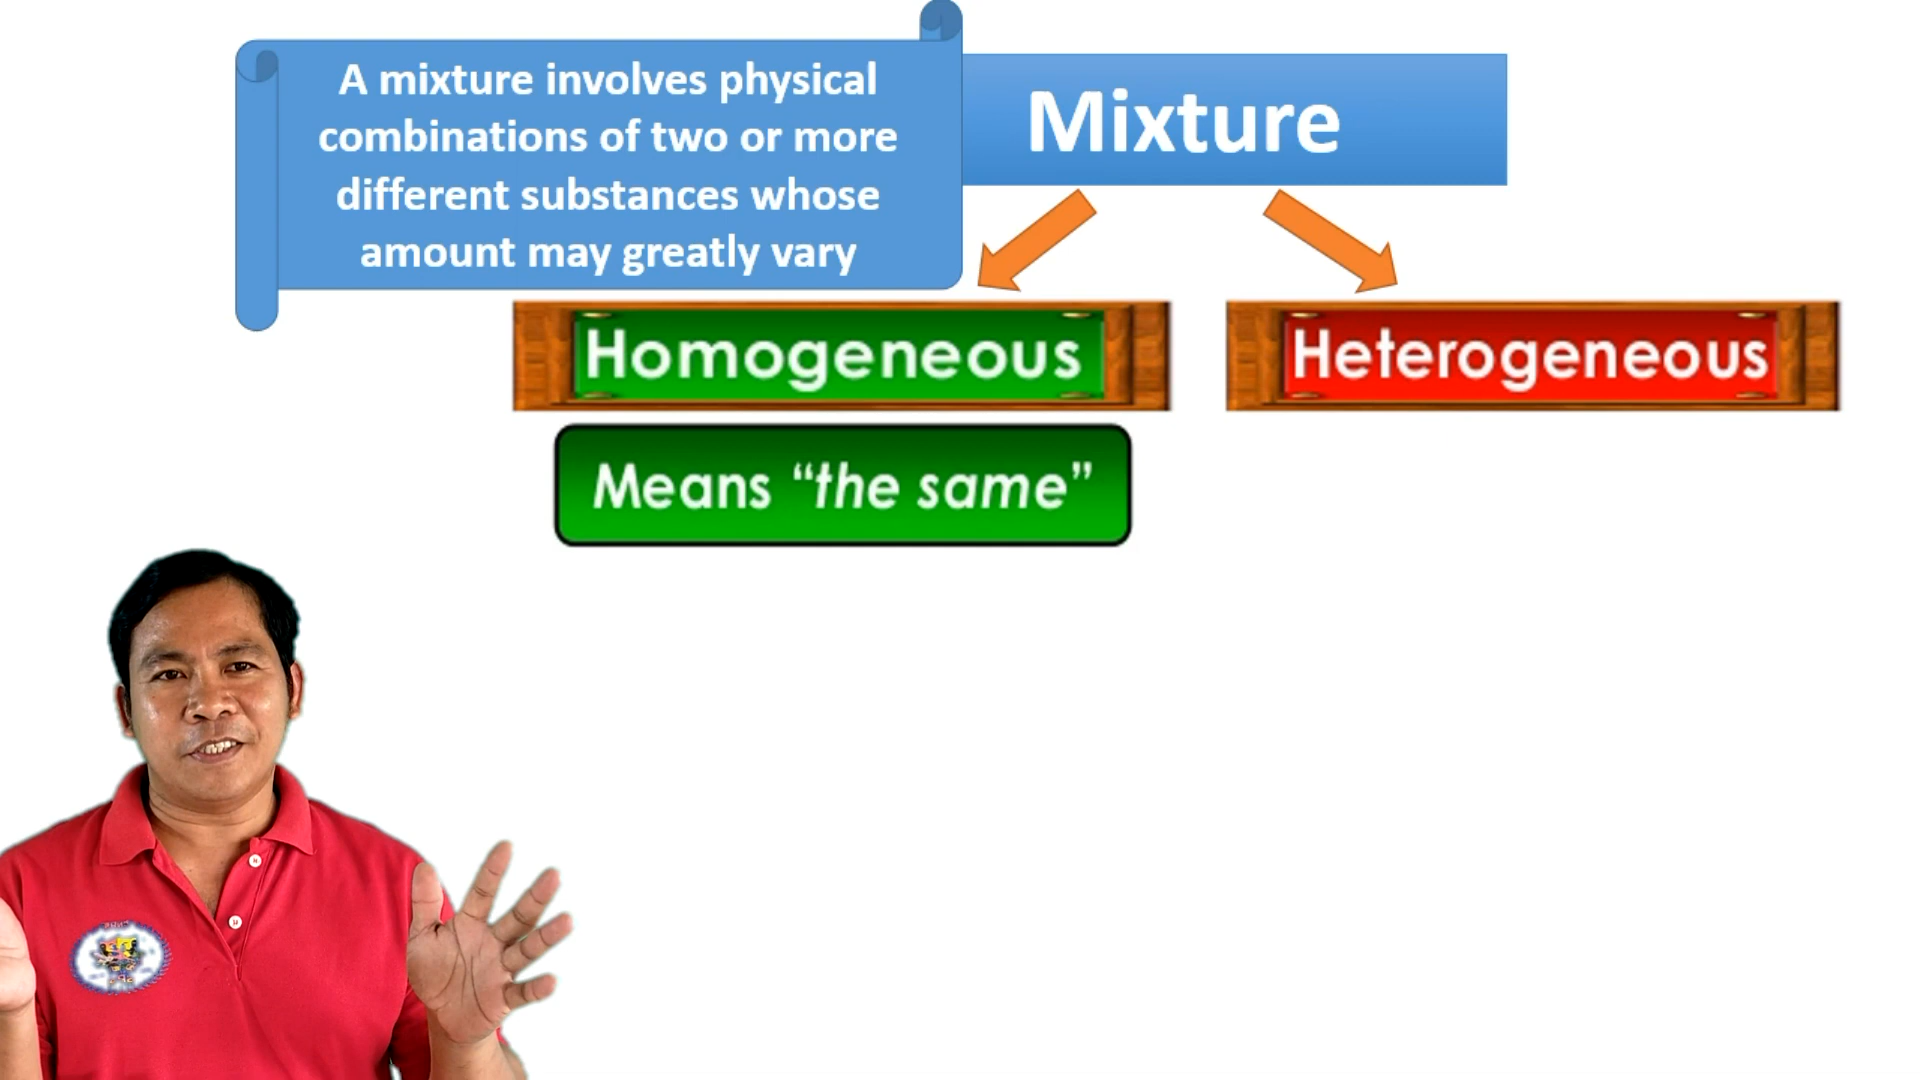 A mixture involves physical
combinations of two or more
different substances whose
amount may greatly vary
Mixture
Homogeneous
Heterogeneous
Means “the same”